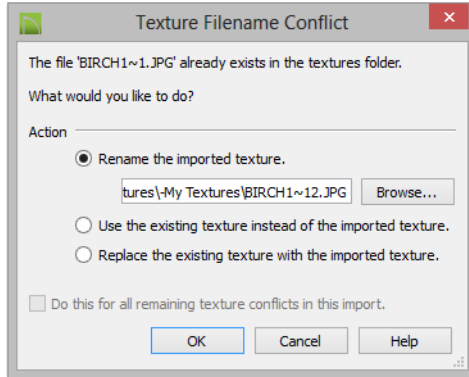 Texture Filename Conflict
The file 'BIRCH1~1.JPG' already exists in the textures folder.
What would you like to do?
Action
Rename the imported texture.
tures\-My Textures\BIRCH1~12.JPG Browse...
Use the existing texture instead of the imported texture.
Replace the existing texture with the imported texture.
Do this for all remaining texture conflicts in this import.
OK Cancel Help